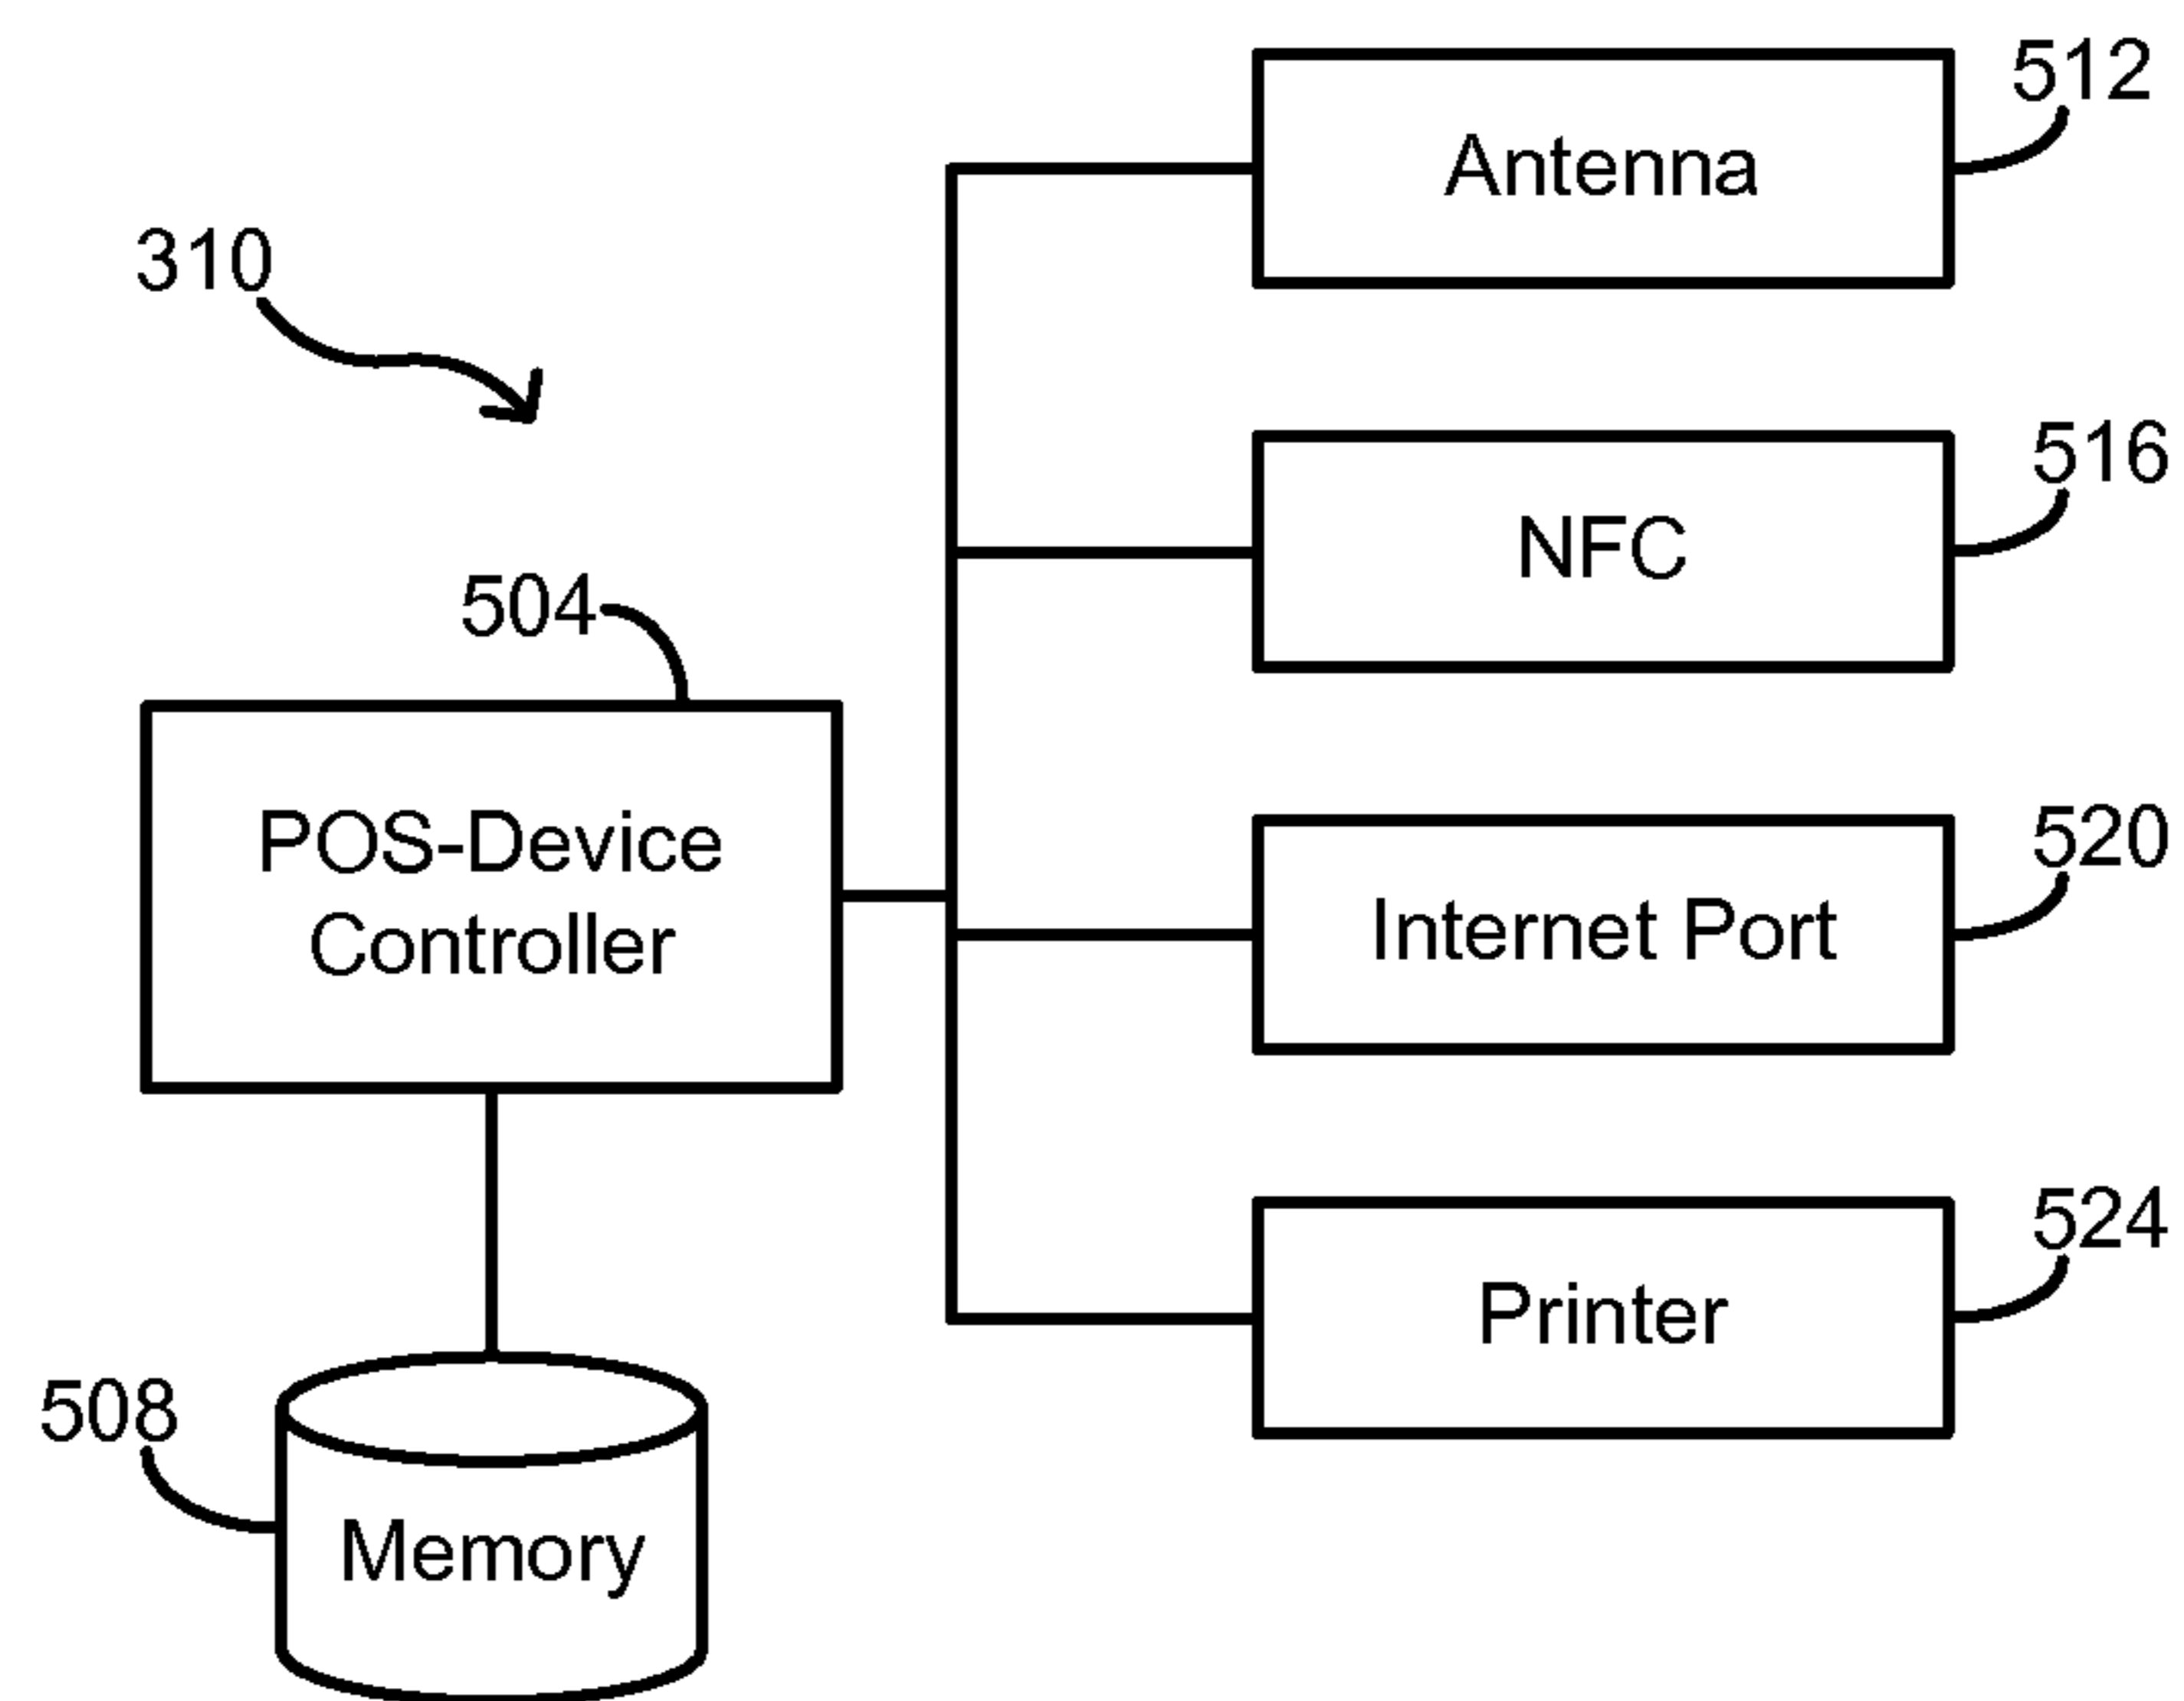 512
Antenna
310
516
NFC
504
POS-Device
Controller
520
Internet Port
524
Printer
508
Memory